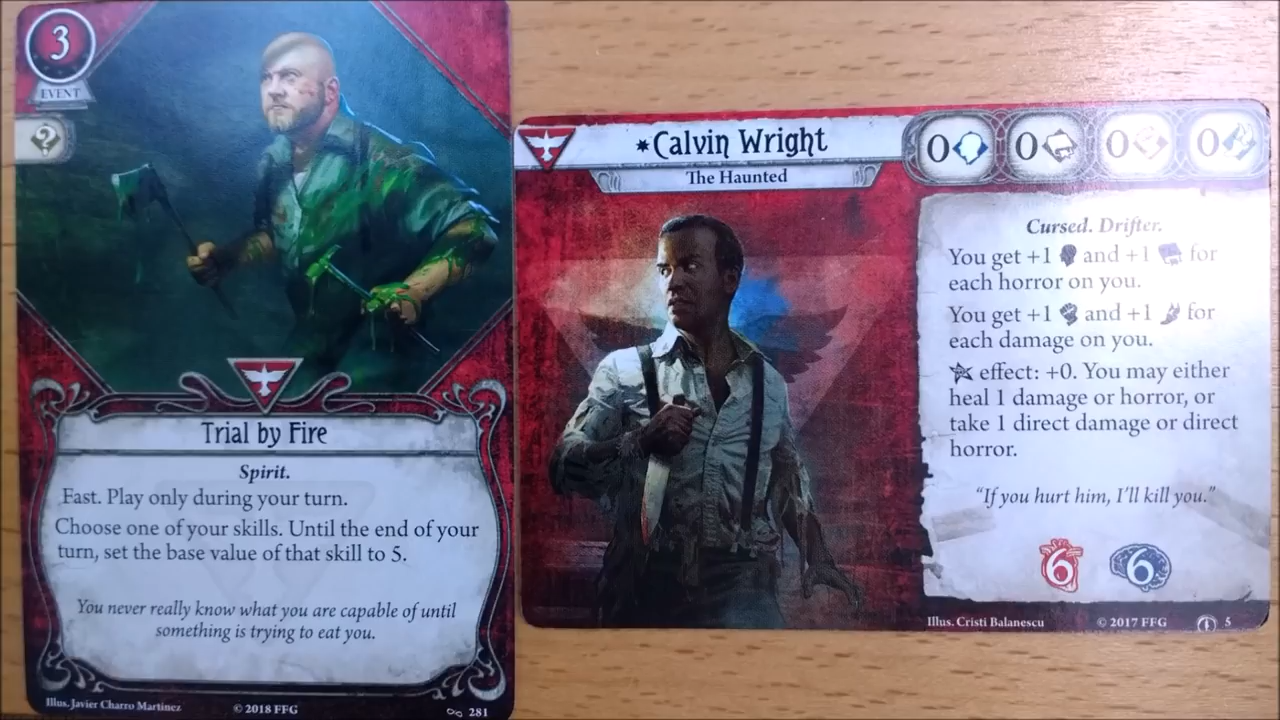 3
EVENT
Trial by Fire
Spirit.
Fast. Play only during your turn.
Choose one of your skills. Until the end of your
turn, set the base value of that skill to 5.
You never really know what you are capable of until
something is trying to eat you.
Illus. Javier Charro Martínez
© 2018 FFG
281
Calvin Wright
The Haunted
0 0 0 0
Cursed. Drifter.
You get +1 and +1 for
each horror on you.
You get +1 and +1 for
each damage on you.
effect: +0. You may either
heal 1 damage or horror, or
take 1 direct damage or direct
horror.
“If you hurt him, I’ll kill you.”
6 6
Illus. Cristi Balanescu
© 2017 FFG
5